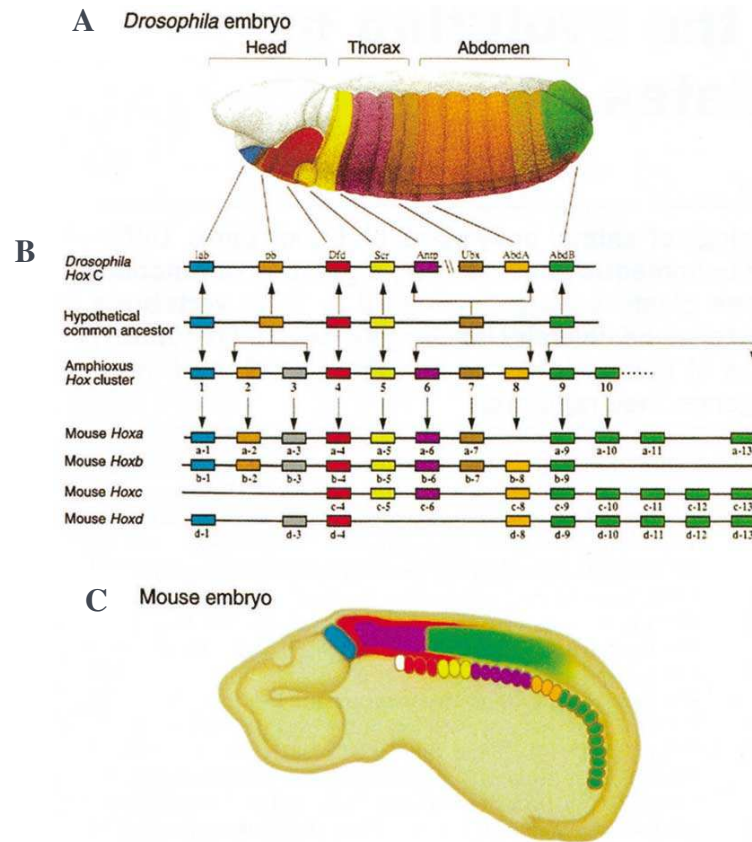 A
Drosophila embryo
Head Thorax Abdomen
B
Drosophila
Hox C
lab pb Dfd Scr Antp Ubx AbdA AbdB
Hypothetical
common ancestor
Amphioxus
Hox cluster
1 2 3 4 5 6 7 8 9 10 ......
Mouse Hoxa
a-1 a-2 a-3 a-4 a-5 a-6 a-7 a-9 a-10 a-11 a-13
Mouse Hoxb
b-1 b-2 b-3 b-4 b-5 b-6 b-7 b-8 b-9
Mouse Hoxc
c-4 c-5 c-6 c-8 c-9 c-10 c-11 c-12 c-13
Mouse Hoxd
d-1 d-3 d-4 d-8 d-9 d-10 d-11 d-12 d-13
C
Mouse embryo